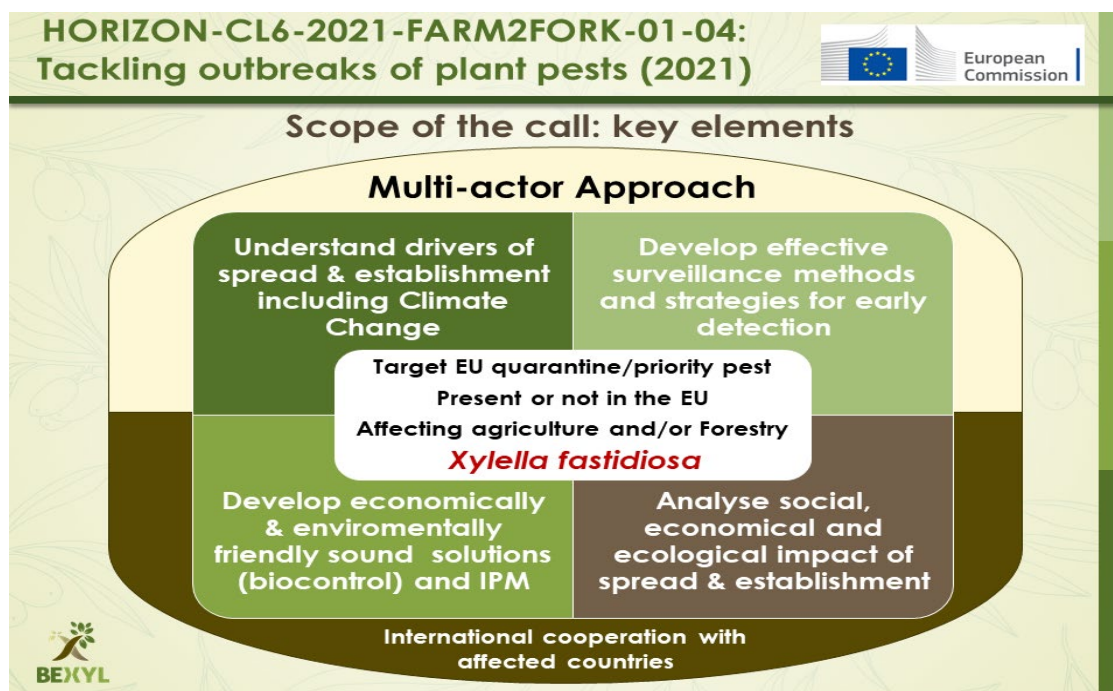 HORIZON-CL6-2021-FARM2FORK-01-04:
Tackling outbreaks of plant pests (2021)
European
Commission
Scope of the call: key elements
Multi-actor Approach
Understand drivers of
spread & establishment
including Climate
Change
Develop effective
surveillance methods
and strategies for early
detection
Target EU quarantine/priority pest
Present or not in the EU
Affecting agriculture and/or Forestry
Xylella fastidiosa
Develop economically
& enviromentally
friendly sound solutions
(biocontrol) and IPM
Analyse social,
economical and
ecological impact of
spread & establishment
International cooperation with
affected countries
BEXYL